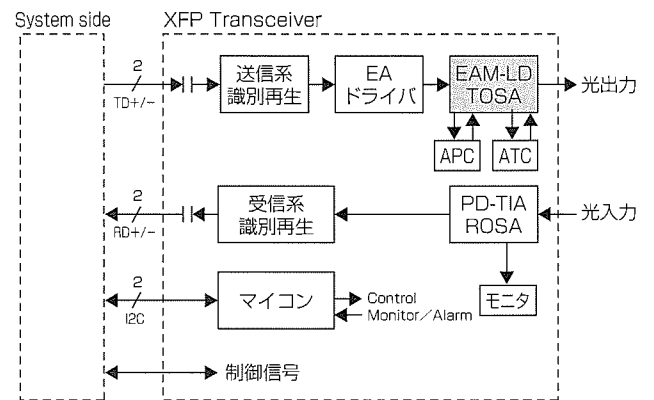 System side
XFP Transceiver
2
TD+/-
送信系
識別再生
EA
ドライバ
EAM-LD
TOSA
光出力
APC
ATC
2
RD+/-
受信系
識別再生
PD-TIA
ROSA
光入力
モニタ
2
I2C
マイコン
Control
Monitor/Alarm
制御信号